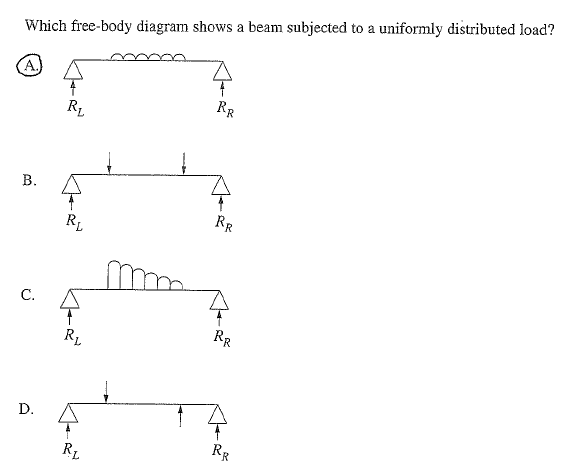 Which free-body diagram shows a beam subjected to a uniformly distributed load?
A.
R_L R_R
B.
R_L R_R
C.
R_L R_R
D.
R_L R_R